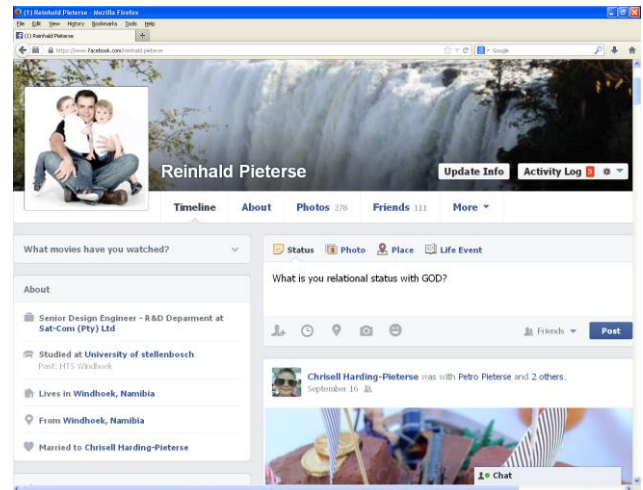 (1) Reinhald Pieterse - Mozilla Firefox
File Edit View History Bookmarks Tools Help
(1) Reinhald Pieterse
https://www.facebook.com/reinhald.pieterse
Google
Reinhald Pieterse
Update Info
Activity Log
Timeline About Photos 278 Friends 111 More
What movies have you watched?
Status Photo Place Life Event
What is you relational status with GOD?
Friends Post
About
Senior Design Engineer - R&D Deparment at
Sat-Com (Pty) Ltd
Studied at University of stellenbosch
Past: HTS Windhoek
Lives in Windhoek, Namibia
From Windhoek, Namibia
Married to Chrisell Harding-Pieterse
Chrisell Harding-Pieterse was with Petro Pieterse and 2 others.
September 16
Chat